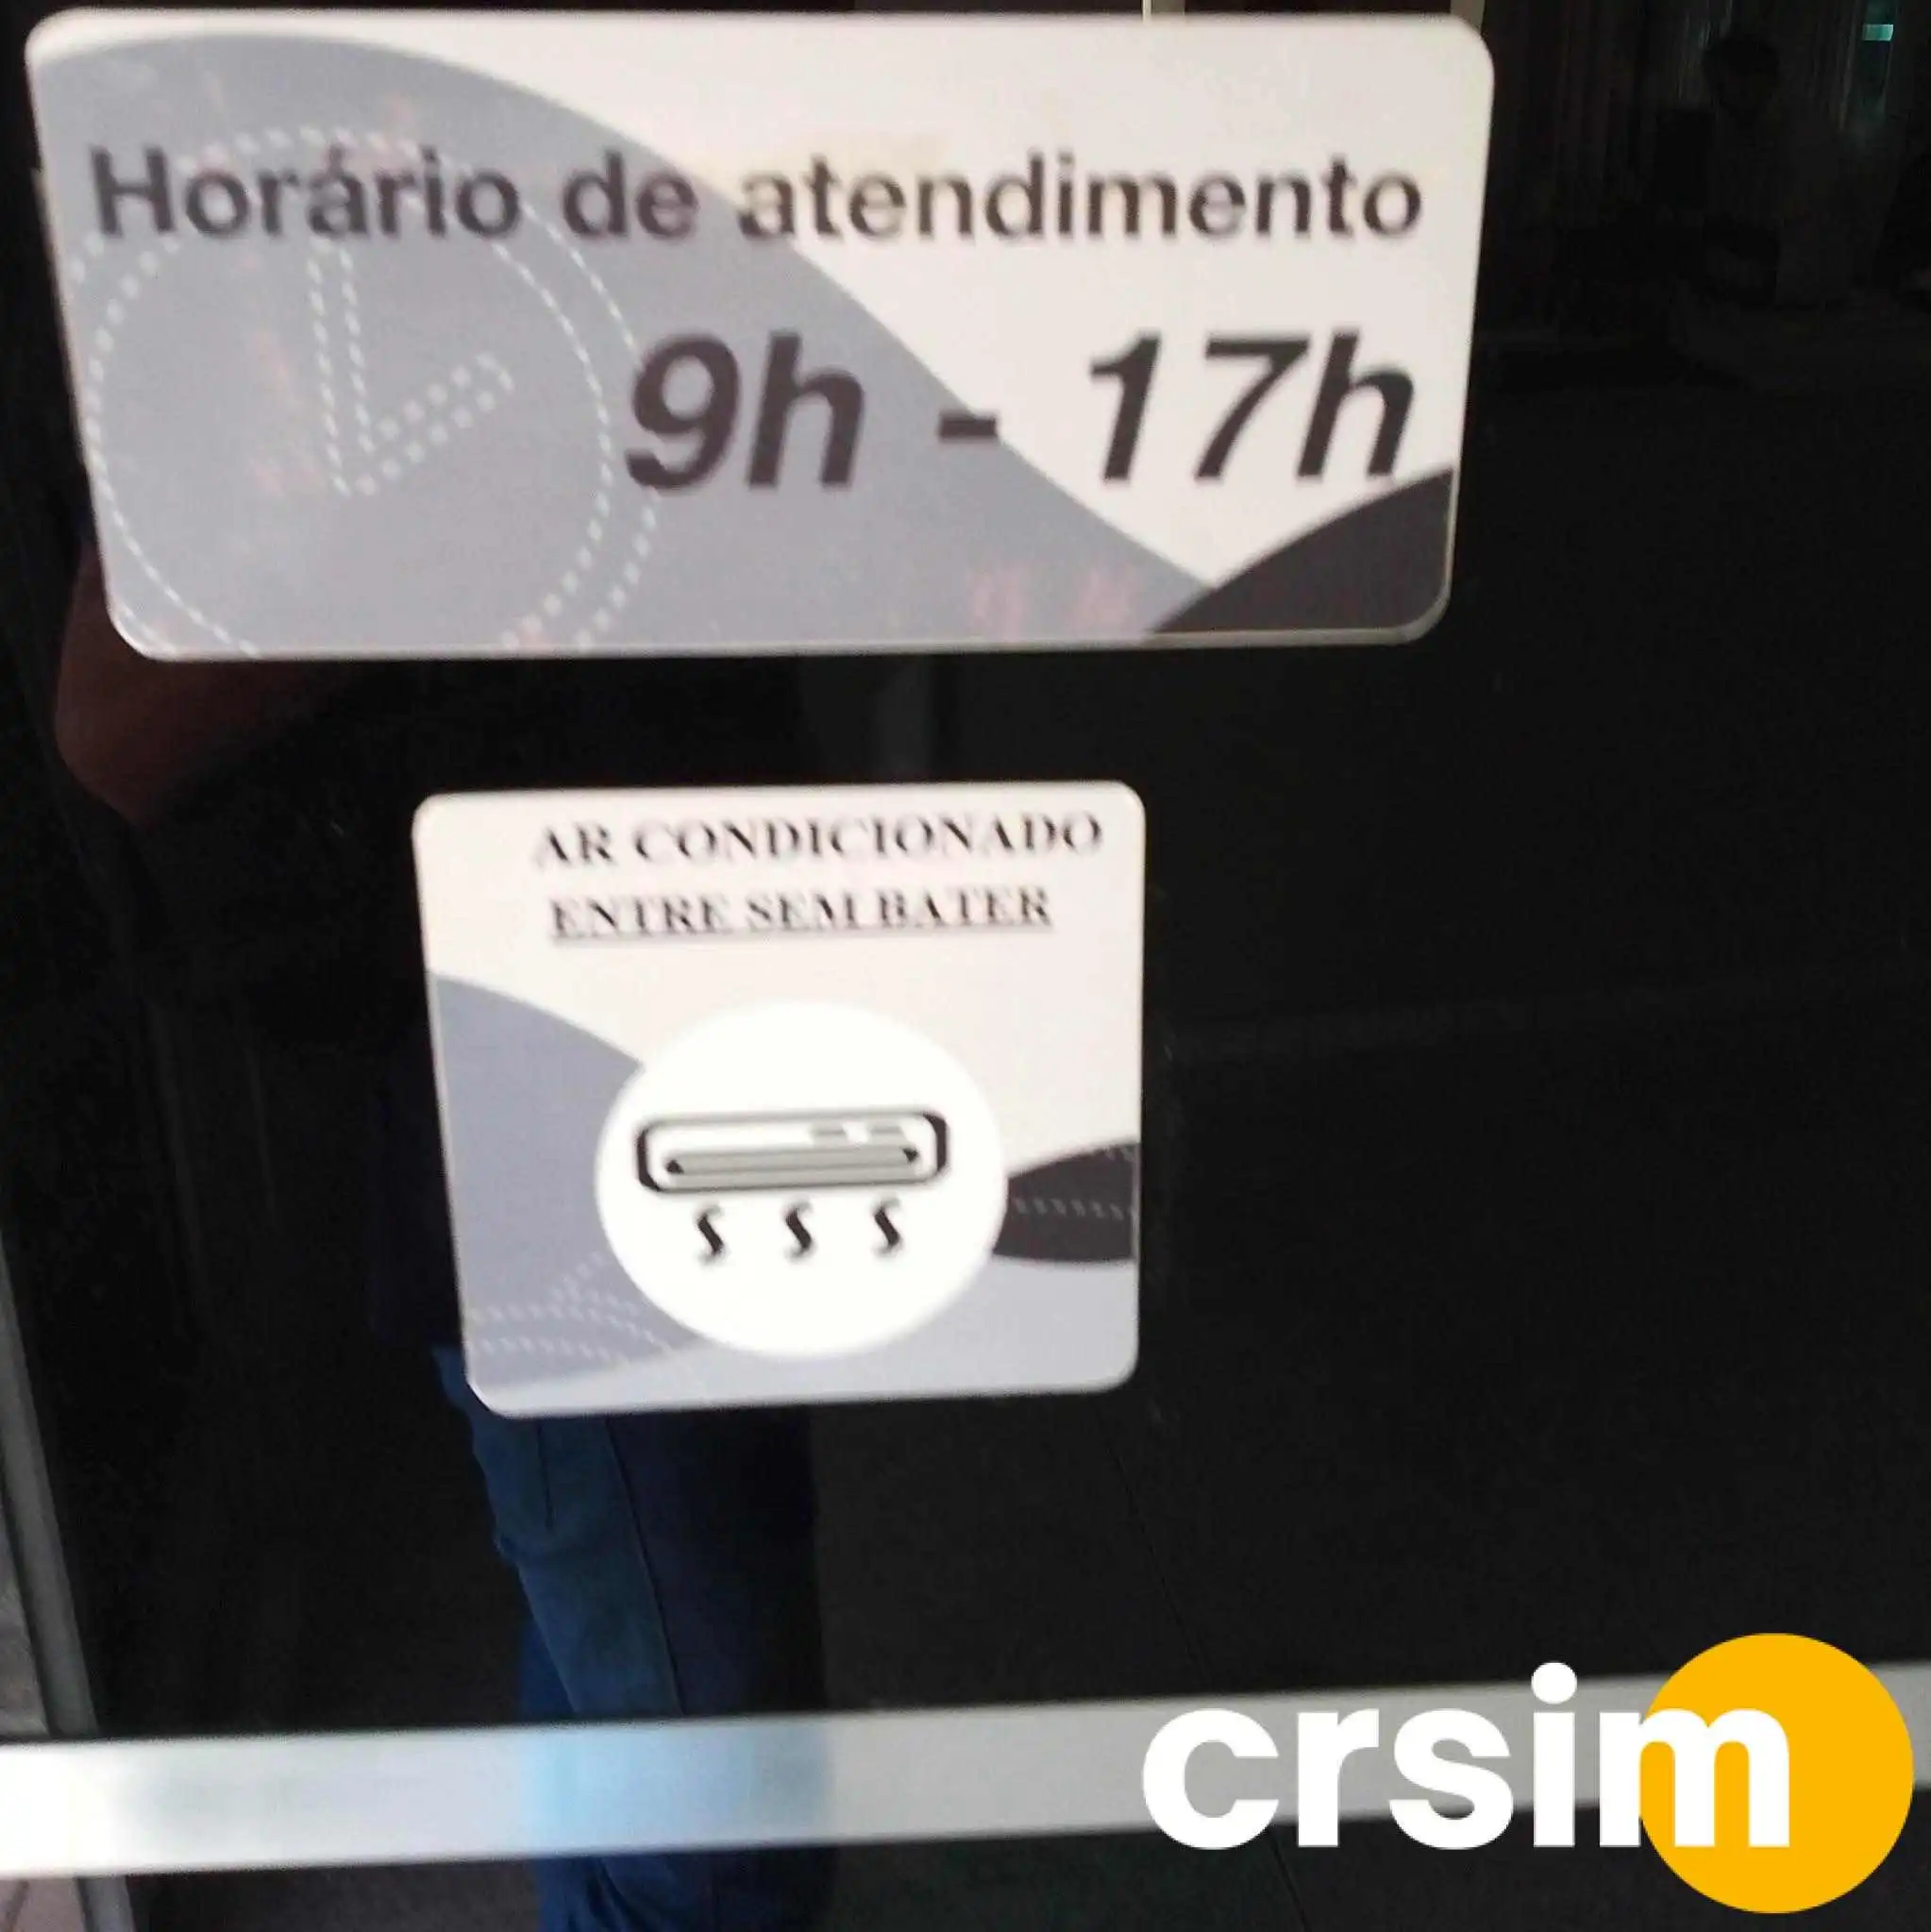 Horário de atendimento
9h - 17h
AR CONDICIONADO
ENTRE SEM BATER
crsim